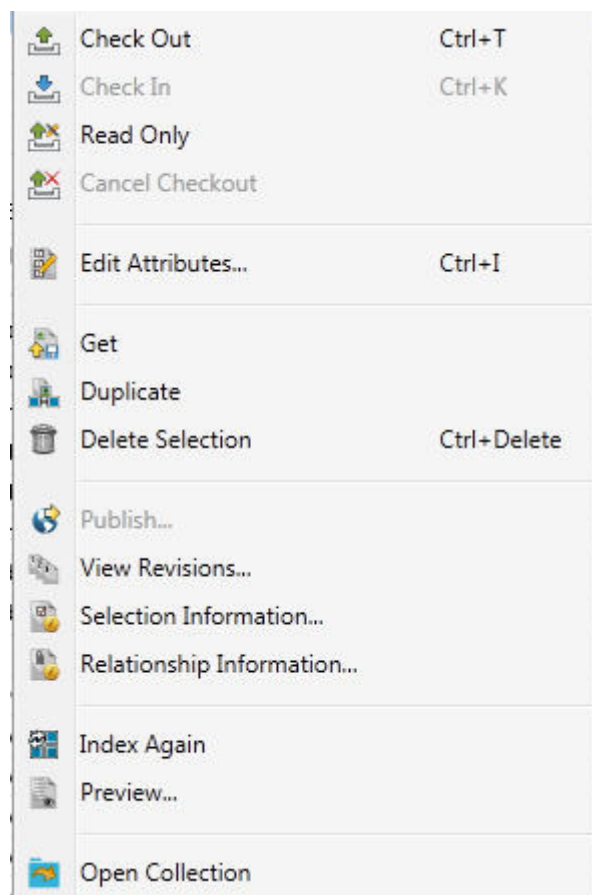 Check Out Ctrl+T
Check In Ctrl+K
Read Only
Cancel Checkout
Edit Attributes... Ctrl+I
Get
Duplicate
Delete Selection Ctrl+Delete
Publish...
View Revisions...
Selection Information...
Relationship Information...
Index Again
Preview...
Open Collection